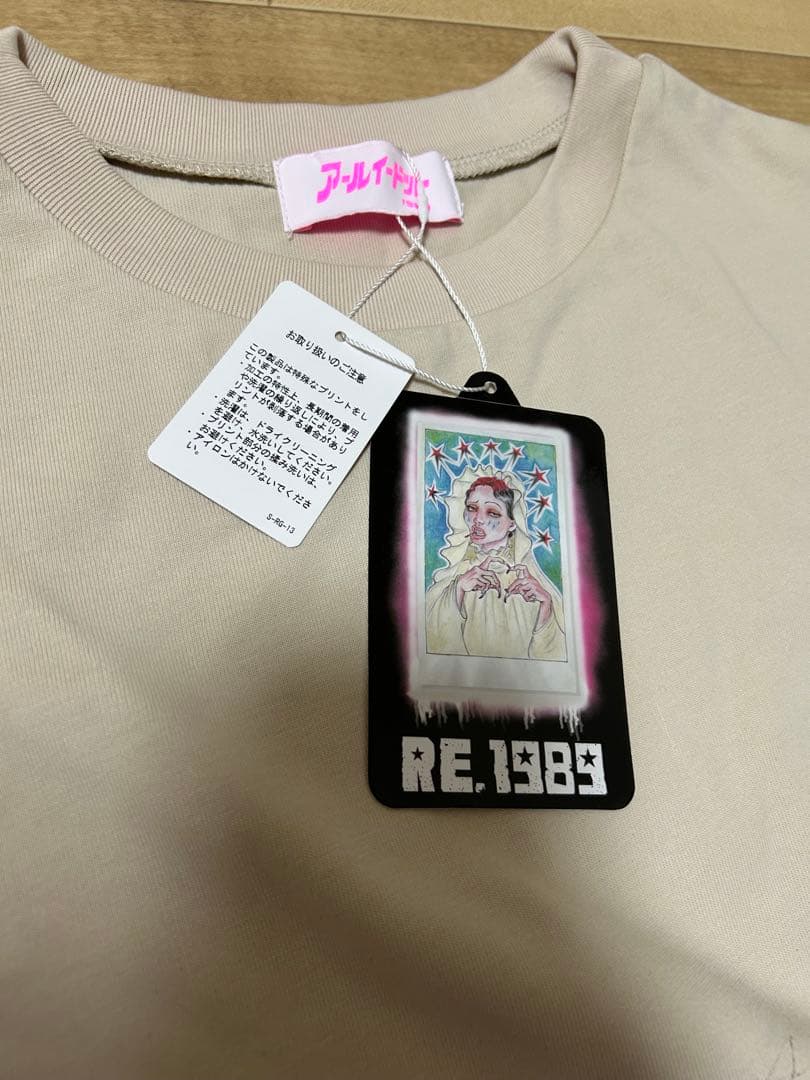 アールイードット
お取り扱いのご注意
この製品は特殊なプリントをし
ています。
・加工の特性上、長期間の着用
や洗濯の繰り返しにより、プ
リントが剥落する場合があり
ます。
・洗濯は、ドライクリーニング
を避け、水洗いしてください。
・プリント部分の揉み洗いは、
お避けください。
・アイロンはかけないでくださ
い。
S-RG-13
RE.1989